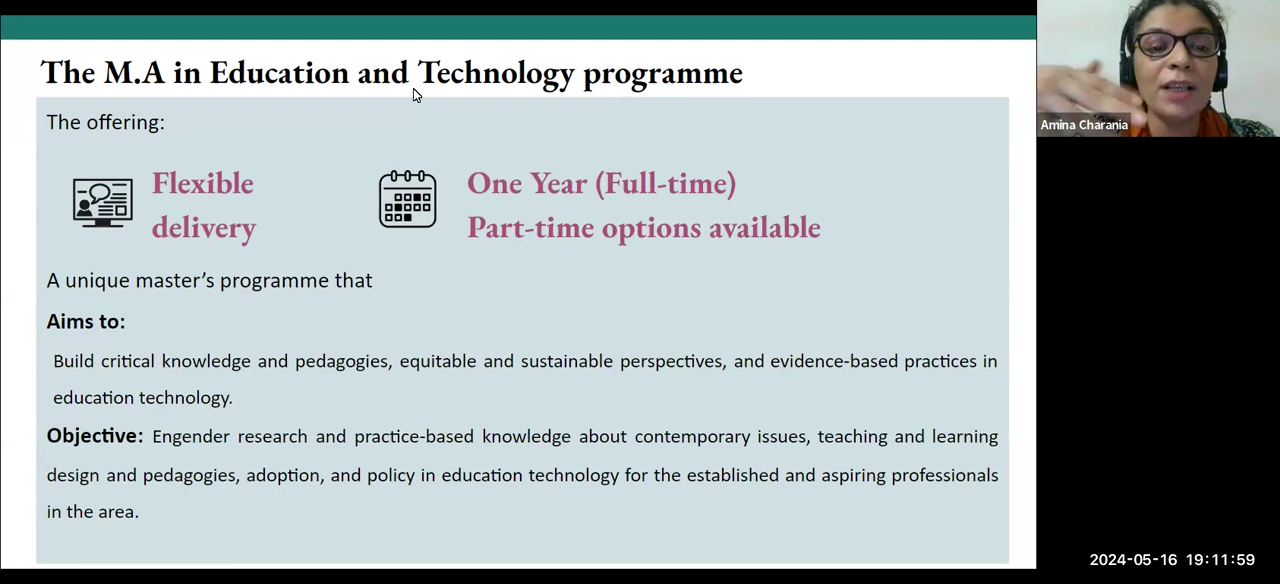 The M.A in Education and Technology programme
The offering:
Flexible
delivery
One Year (Full-time)
Part-time options available
A unique master’s programme that
Aims to:
Build critical knowledge and pedagogies, equitable and sustainable perspectives, and evidence-based practices in
education technology.
Objective: Engender research and practice-based knowledge about contemporary issues, teaching and learning
design and pedagogies, adoption, and policy in education technology for the established and aspiring professionals
in the area.
Amina Charania
2024-05-16 19:11:59